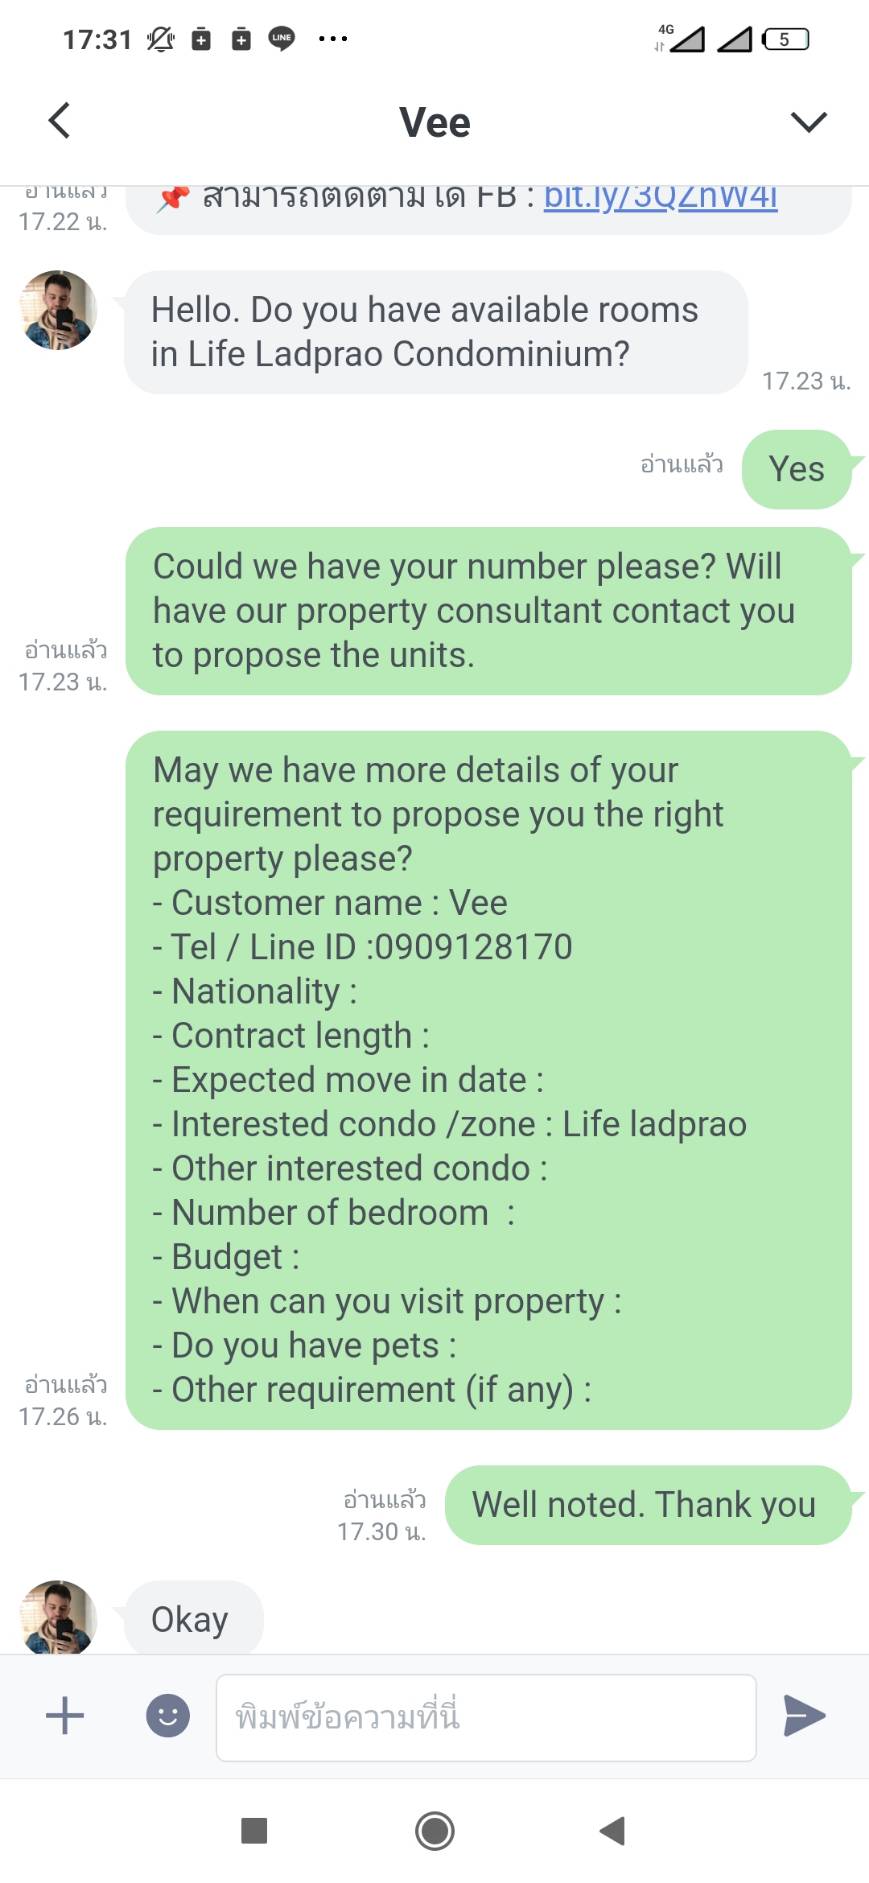 17:31
LINE
4G
5
Vee
อ่านแล้ว
17.22 น.
📌 สามารถติดตามได้ FB : bit.ly/3QZnW4i
Hello. Do you have available rooms
in Life Ladprao Condominium?
17.23 น.
อ่านแล้ว
Yes
Could we have your number please? Will
have our property consultant contact you
to propose the units.
อ่านแล้ว
17.23 น.
May we have more details of your
requirement to propose you the right
property please?
- Customer name : Vee
- Tel / Line ID :0909128170
- Nationality :
- Contract length :
- Expected move in date :
- Interested condo /zone : Life ladprao
- Other interested condo :
- Number of bedroom  :
- Budget :
- When can you visit property :
- Do you have pets :
- Other requirement (if any) :
อ่านแล้ว
17.26 น.
Well noted. Thank you
อ่านแล้ว
17.30 น.
Okay
พิมพ์ข้อความที่นี่